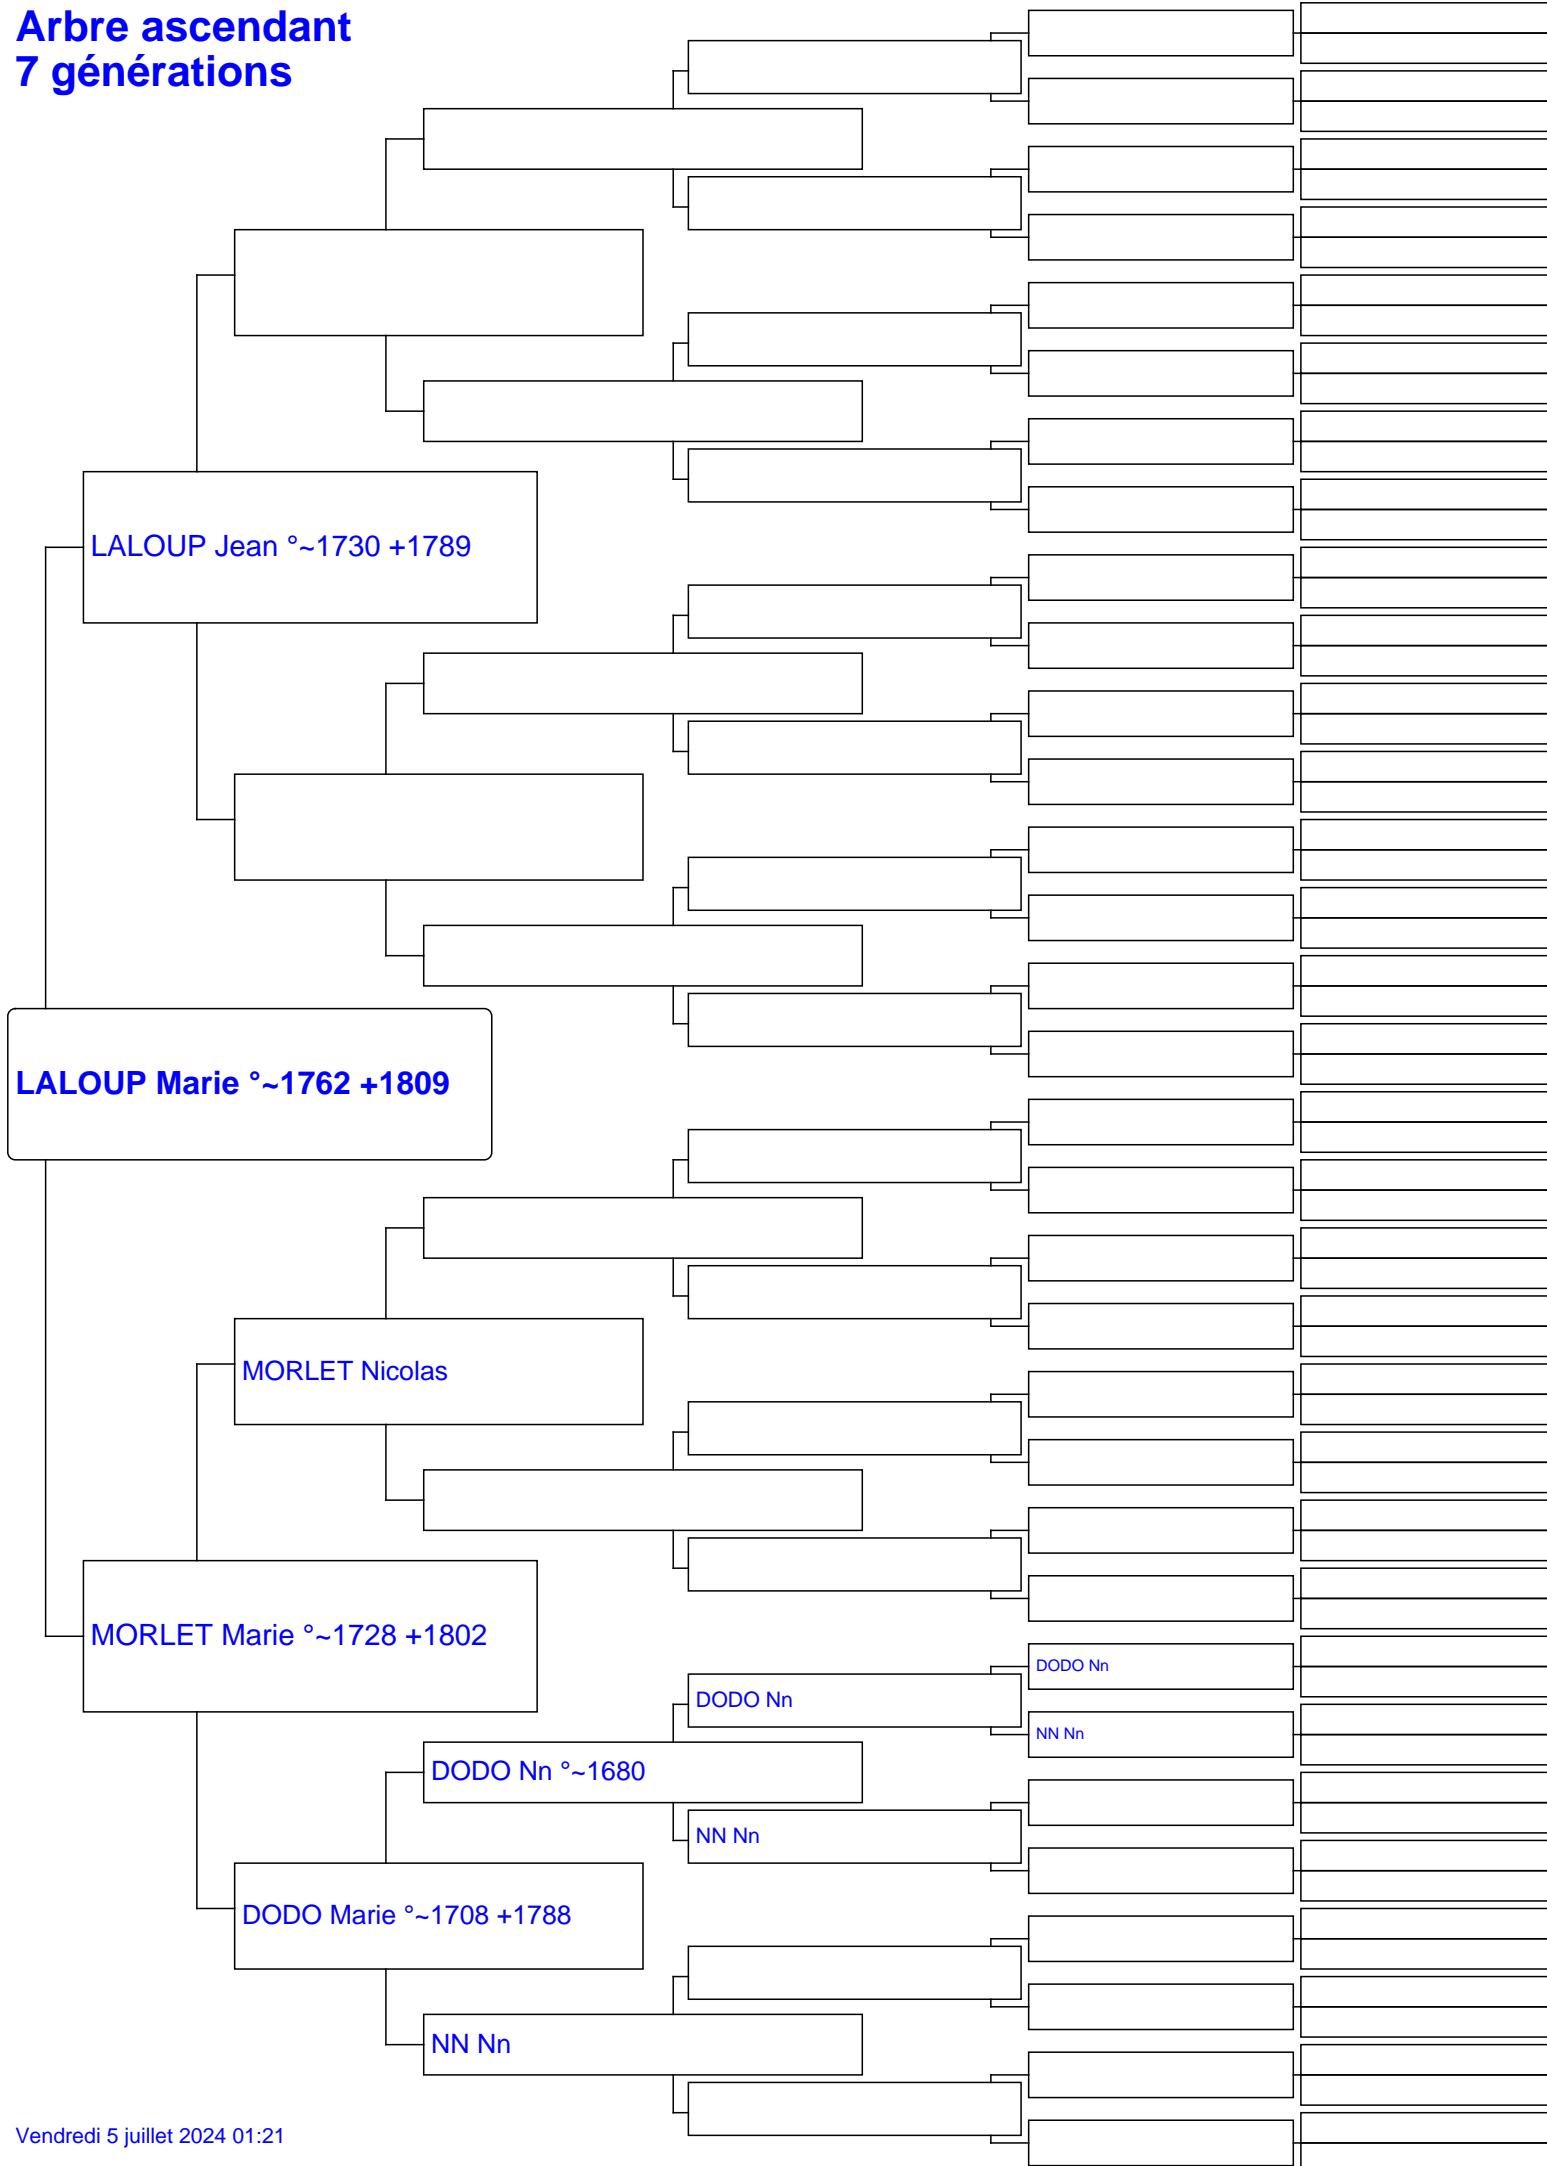 Arbre ascendant
7 générations
LALOUP Jean °~1730 +1789
LALOUP Marie °~1762 +1809
MORLET Nicolas
MORLET Marie °~1728 +1802
DODO Nn
DODO Nn
NN Nn
DODO Nn °~1680
NN Nn
DODO Marie °~1708 +1788
NN Nn
Vendredi 5 juillet 2024 01:21